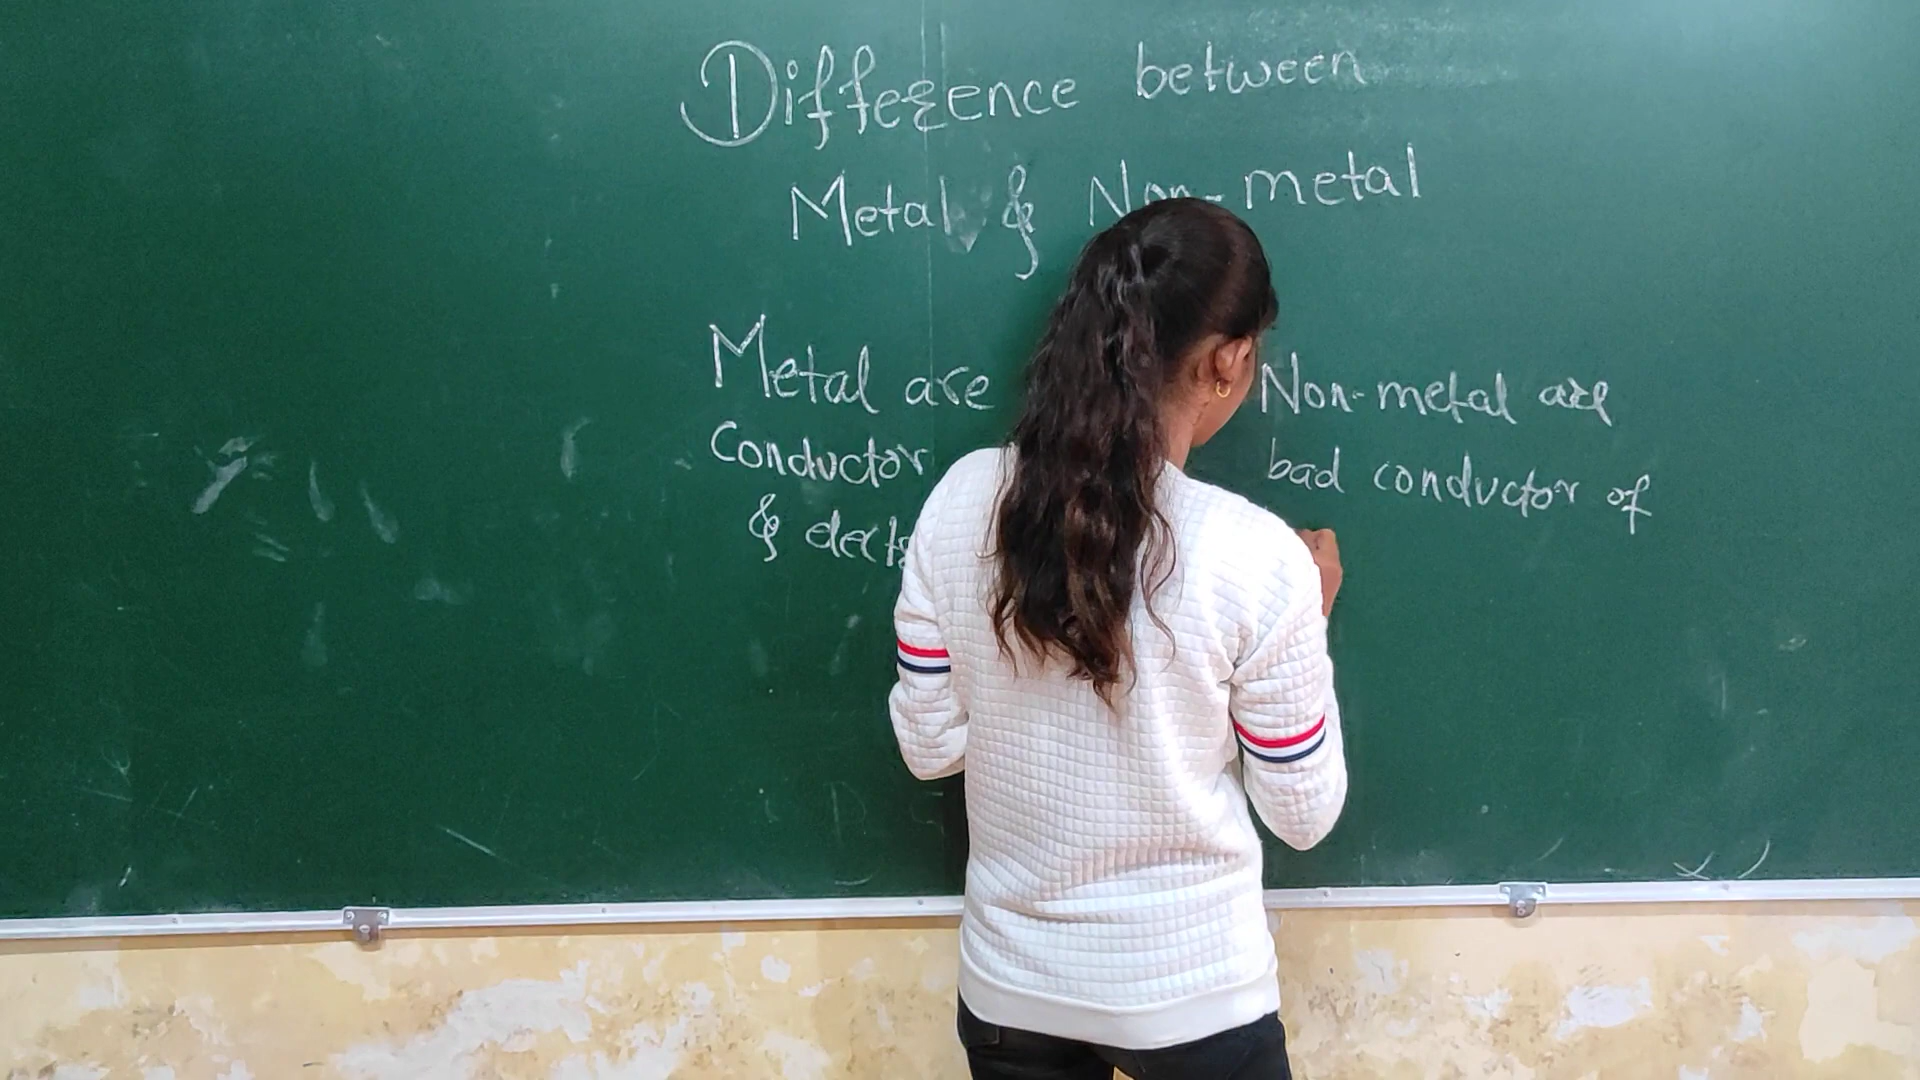 Difference between
Metal & Non-metal
Metal are
Conductor
&
Non-metal are
bad conductor of